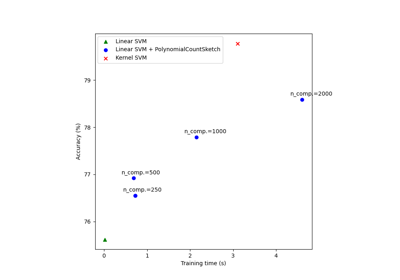 Linear SVM
Linear SVM + PolynomialCountSketch
Kernel SVM
79
n_comp.=2000
78
n_comp.=1000
n_comp.=500
77
n_comp.=250
76
Accuracy (%)
0
1
2
3
4
Training time (s)